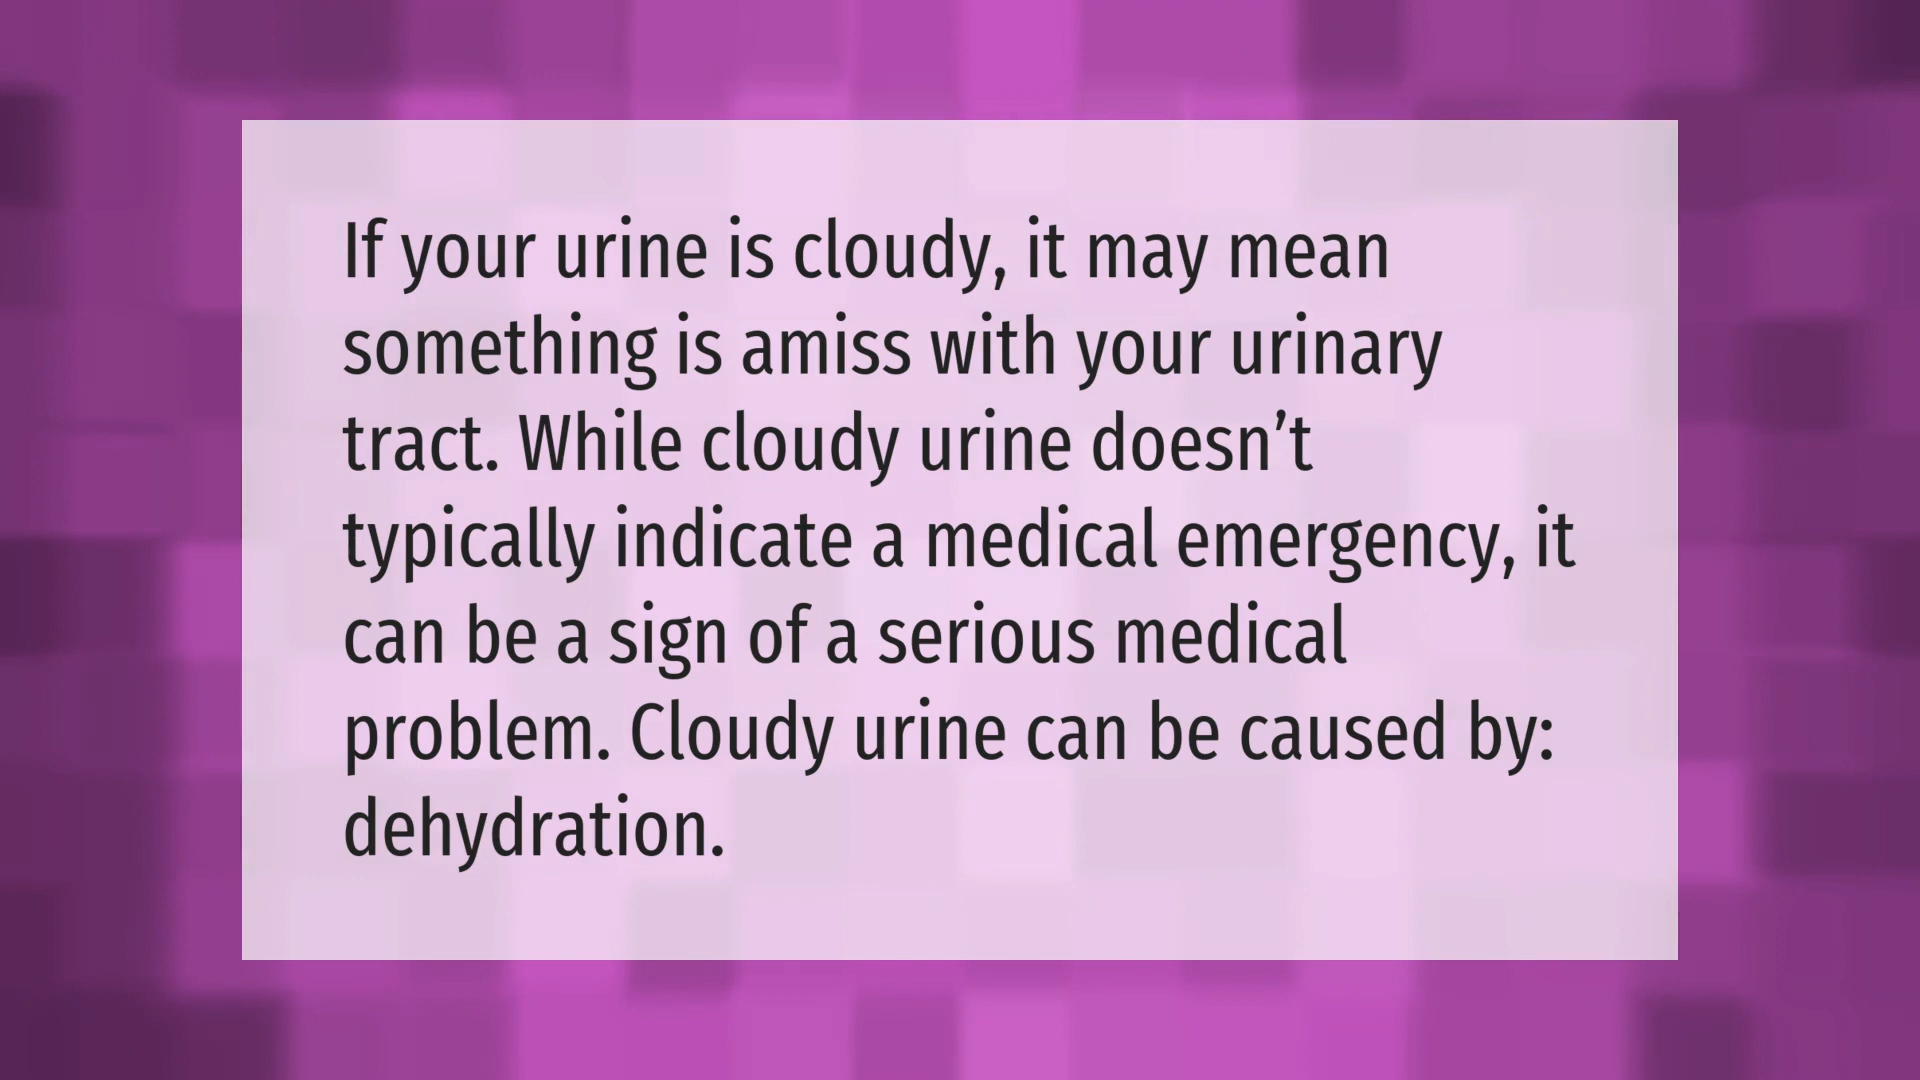 If your urine is cloudy, it may mean
something is amiss with your urinary
tract. While cloudy urine doesn’t
typically indicate a medical emergency, it
can be a sign of a serious medical
problem. Cloudy urine can be caused by:
dehydration.